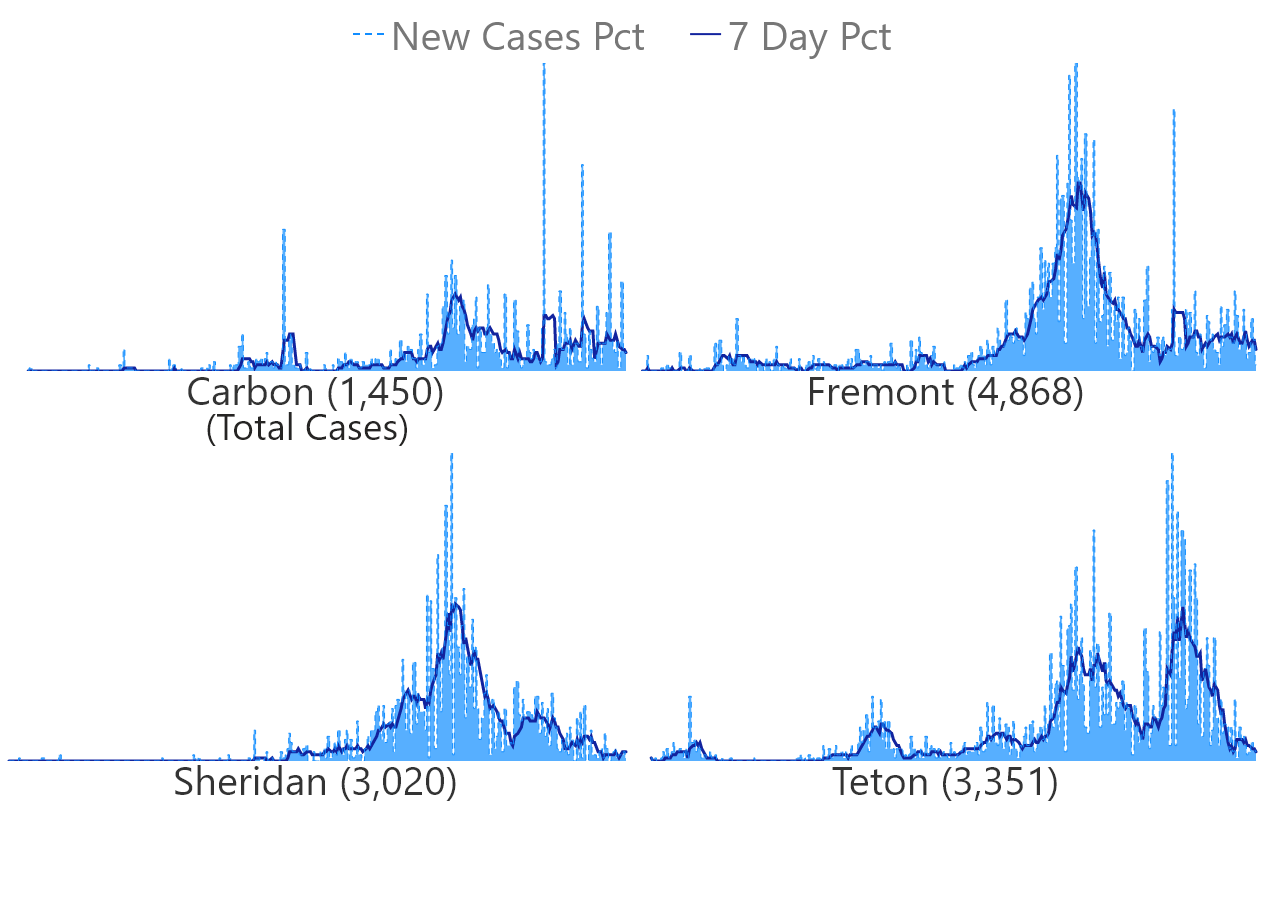 New Cases Pct 7 Day Pct
Carbon (1,450)
(Total Cases)
Fremont (4,868)
Sheridan (3,020)
Teton (3,351)